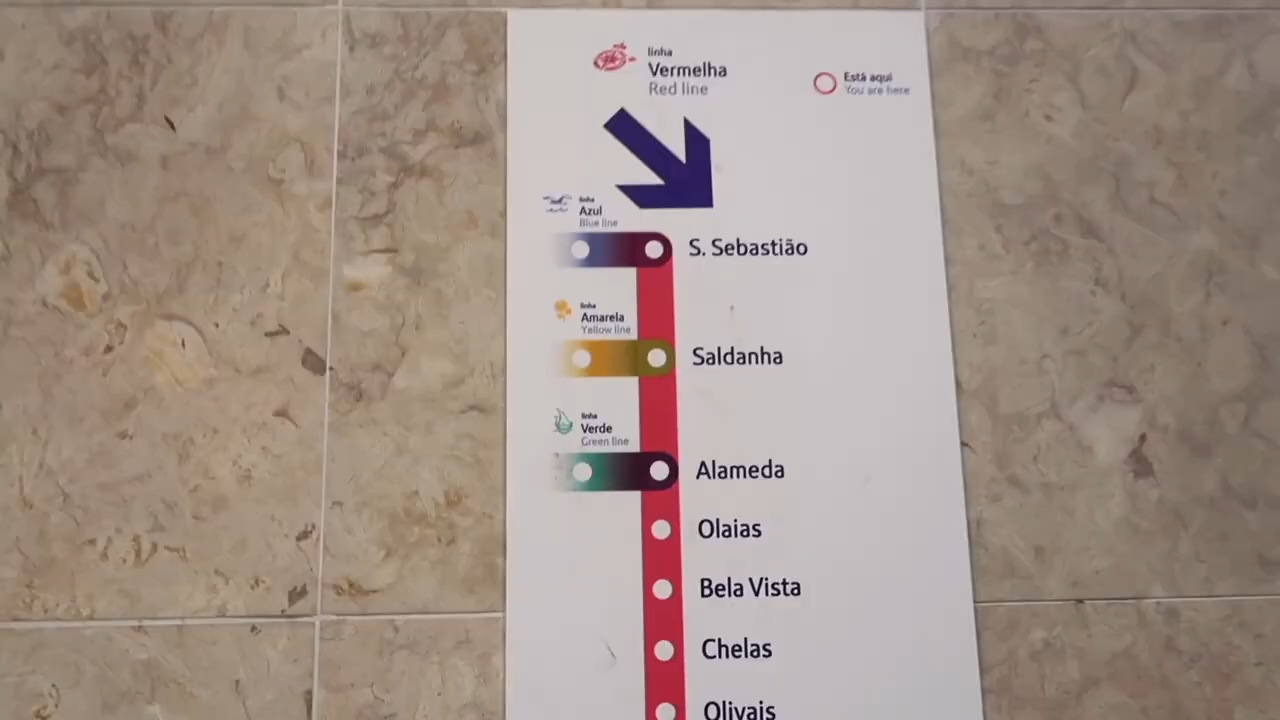 linha
Vermelha
Red line
Está aqui
You are here
linha
Azul
Blue line
S. Sebastião
linha
Amarela
Yellow line
Saldanha
linha
Verde
Green line
Alameda
Olaias
Bela Vista
Chelas
Olivais